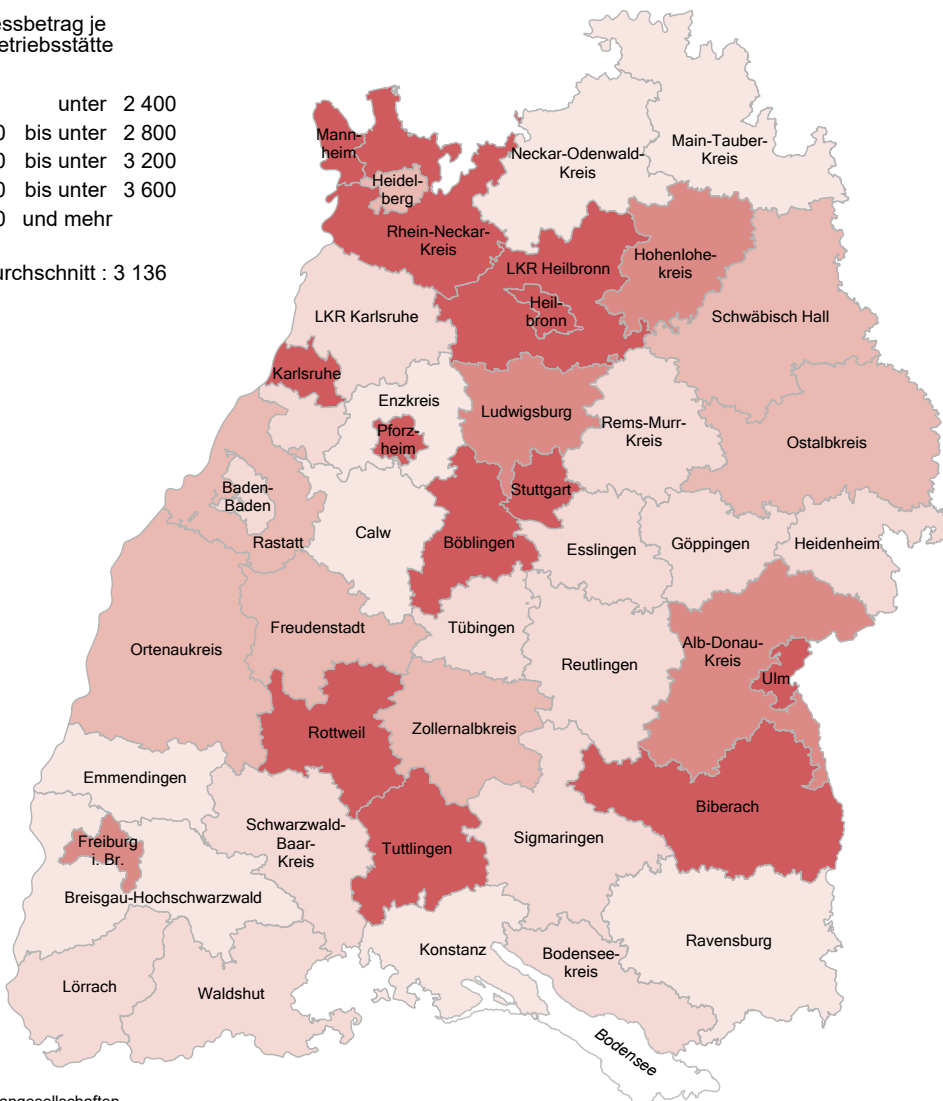 essbetrag je
etriebsstätte
unter 2 400
0 bis unter 2 800
0 bis unter 3 200
0 bis unter 3 600
0 und mehr
urchschnitt : 3 136
Mann-
heim
Heidel-
berg
Rhein-Neckar-
Kreis
Neckar-Odenwald-
Kreis
Main-Tauber-
Kreis
LKR Heilbronn
Heil-
bronn
Hohenlohe-
kreis
Schwäbisch Hall
LKR Karlsruhe
Karlsruhe
Enzkreis
Pforz-
heim
Ludwigsburg
Rems-Murr-
Kreis
Ostalbkreis
Baden-
Baden
Rastatt
Calw
Böblingen
Stuttgart
Esslingen
Göppingen
Heidenheim
Ortenaukreis
Freudenstadt
Tübingen
Reutlingen
Alb-Donau-
Kreis
Ulm
Rottweil
Zollernalbkreis
Biberach
Emmendingen
Freiburg
i. Br.
Breisgau-Hochschwarzwald
Schwarzwald-
Baar-
Kreis
Tuttlingen
Sigmaringen
Konstanz
Bodensee-
kreis
Ravensburg
Lörrach
Waldshut
Bodensee